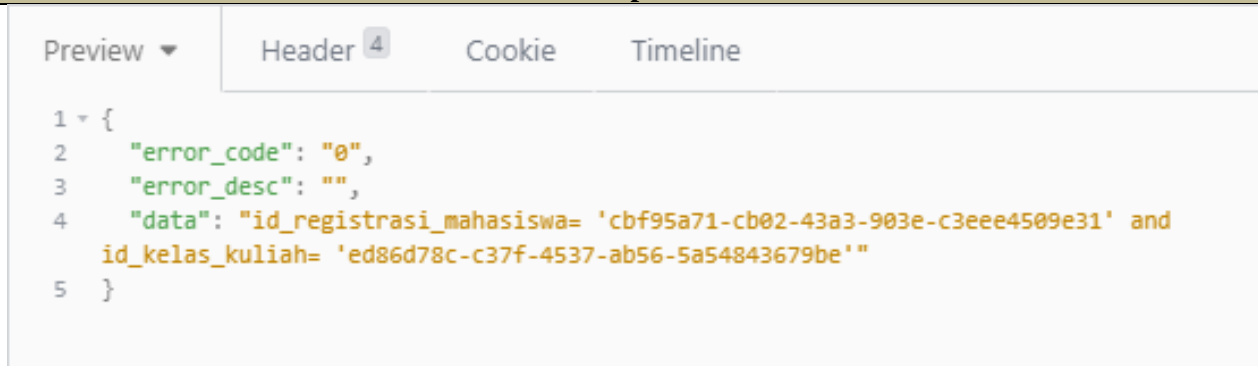 Preview Header 4 Cookie Timeline
1 {
2 "error_code": "0",
3 "error_desc": "",
4 "data": "id_registrasi_mahasiswa= 'cbf95a71-cb02-43a3-903e-c3eee4509e31' and
id_kelas_kuliah= 'ed86d78c-c37f-4537-ab56-5a54843679be'"
5 }